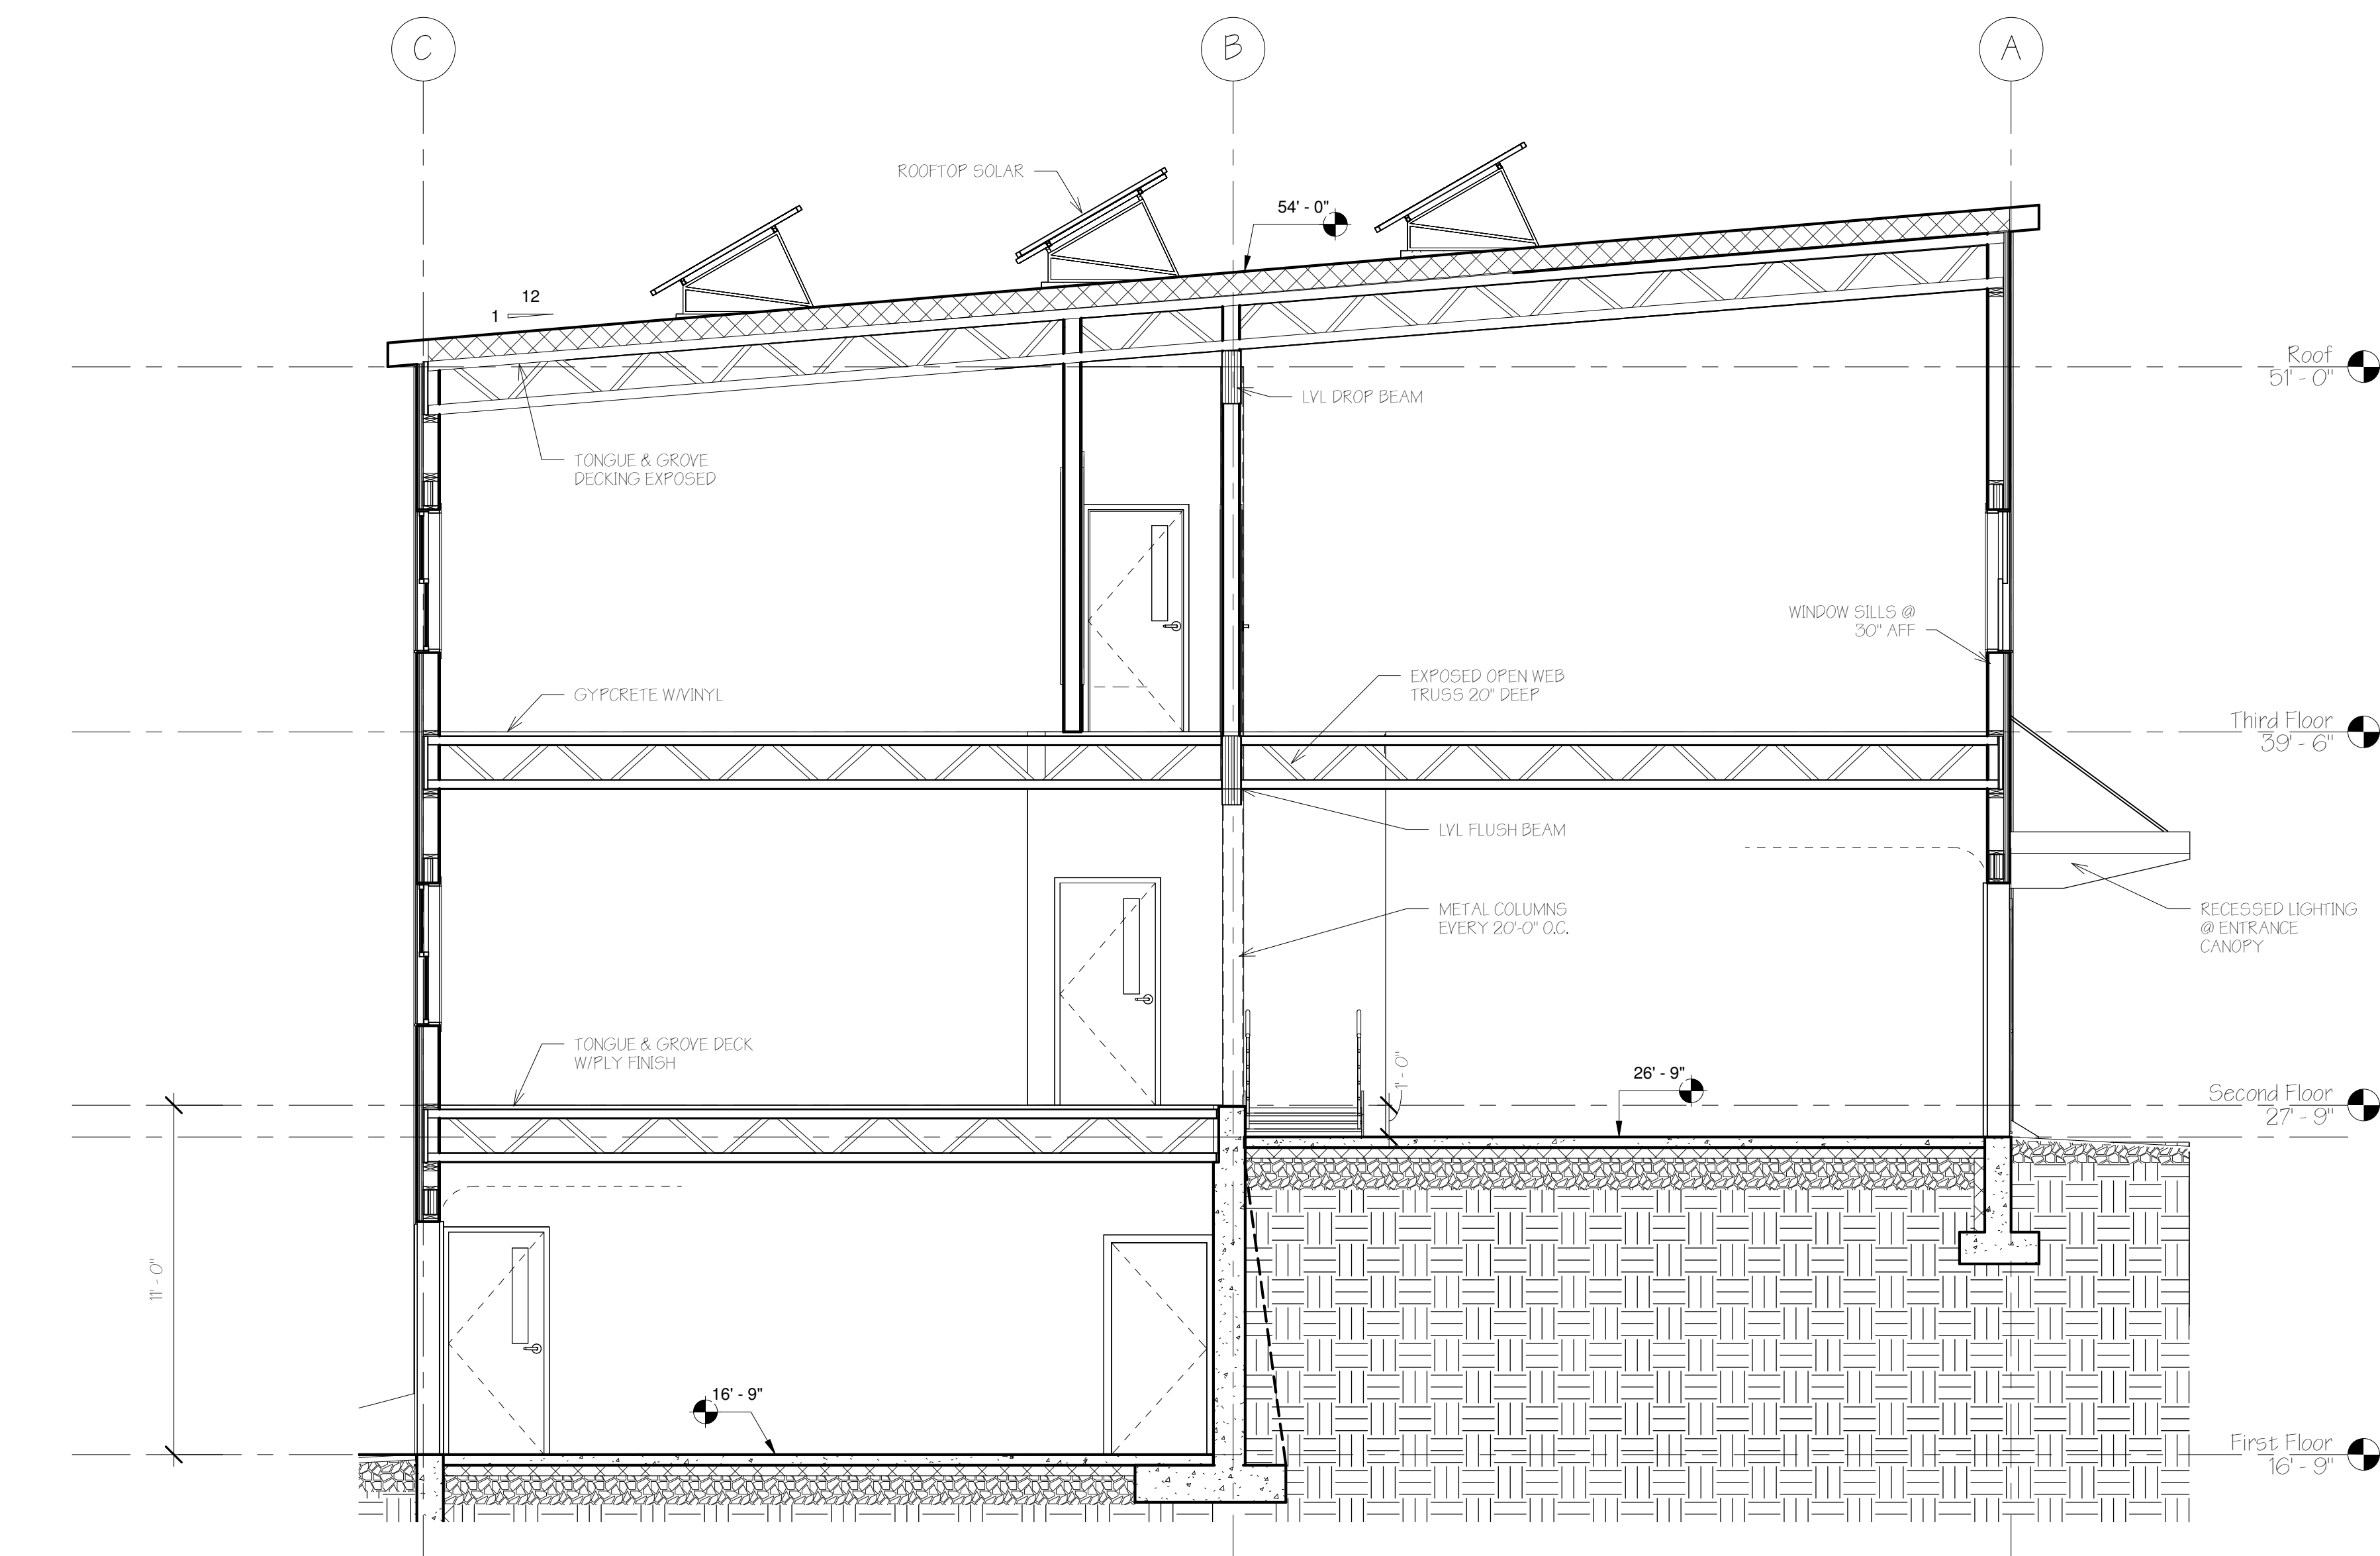 C
B
A
ROOFTOP SOLAR
54' - 0"
12
1
Roof
51' - 0"
LVL DROP BEAM
TONGUE & GROVE
DECKING EXPOSED
WINDOW SILLS @
30" AFF
EXPOSED OPEN WEB
TRUSS 20" DEEP
GYPCRETE W/VINYL
Third Floor
39' - 6"
LVL FLUSH BEAM
METAL COLUMNS
EVERY 20'-0" O.C.
RECESSED LIGHTING
@ ENTRANCE
CANOPY
TONGUE & GROVE DECK
W/PLY FINISH
1' - 0"
26' - 9"
Second Floor
27' - 9"
11' - 0"
16' - 9"
First Floor
16' - 9"